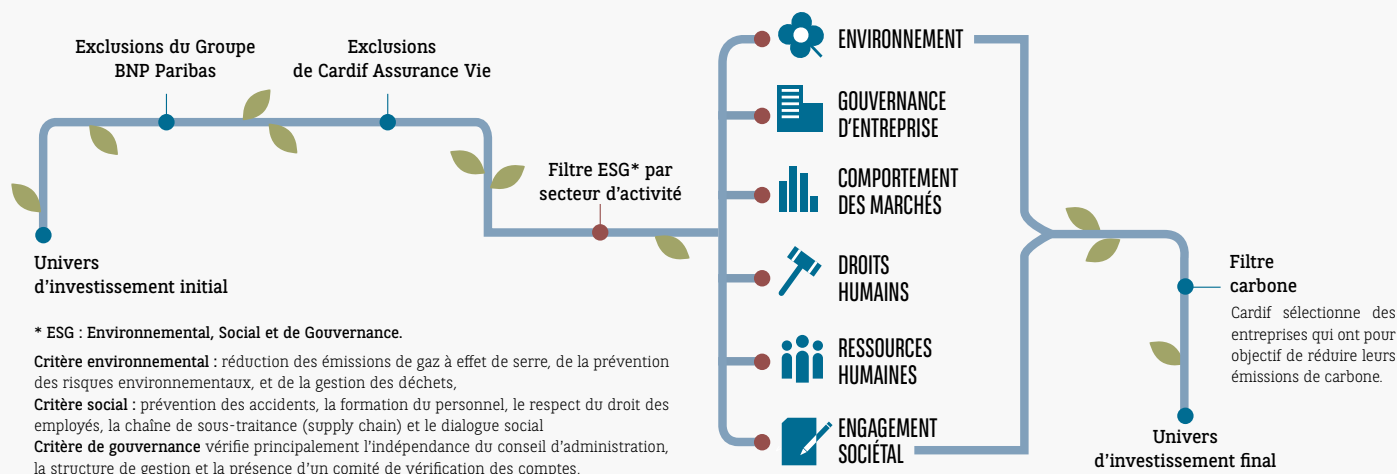 Exclusions du Groupe
BNP Paribas
Exclusions
de Cardif Assurance Vie
Univers
d'investissement initial
Filtre ESG* par
secteur d'activité
ENVIRONNEMENT
GOUVERNANCE
D'ENTREPRISE
COMPORTEMENT
DES MARCHÉS
DROITS
HUMAINS
RESSOURCES
HUMAINES
ENGAGEMENT
SOCIÉTAL
Filtre
carbone
Cardif sélectionne des
entreprises qui ont pour
objectif de réduire leurs
émissions de carbone.
Univers
d'investissement final
* ESG : Environnemental, Social et de Gouvernance.
Critère environnemental : réduction des émissions de gaz à effet de serre, de la prévention
des risques environnementaux, et de la gestion des déchets,
Critère social : prévention des accidents, la formation du personnel, le respect du droit des
employés, la chaîne de sous-traitance (supply chain) et le dialogue social
Critère de gouvernance vérifie principalement l'indépendance du conseil d'administration,
la structure de gestion et la présence d'un comité de vérification des comptes.